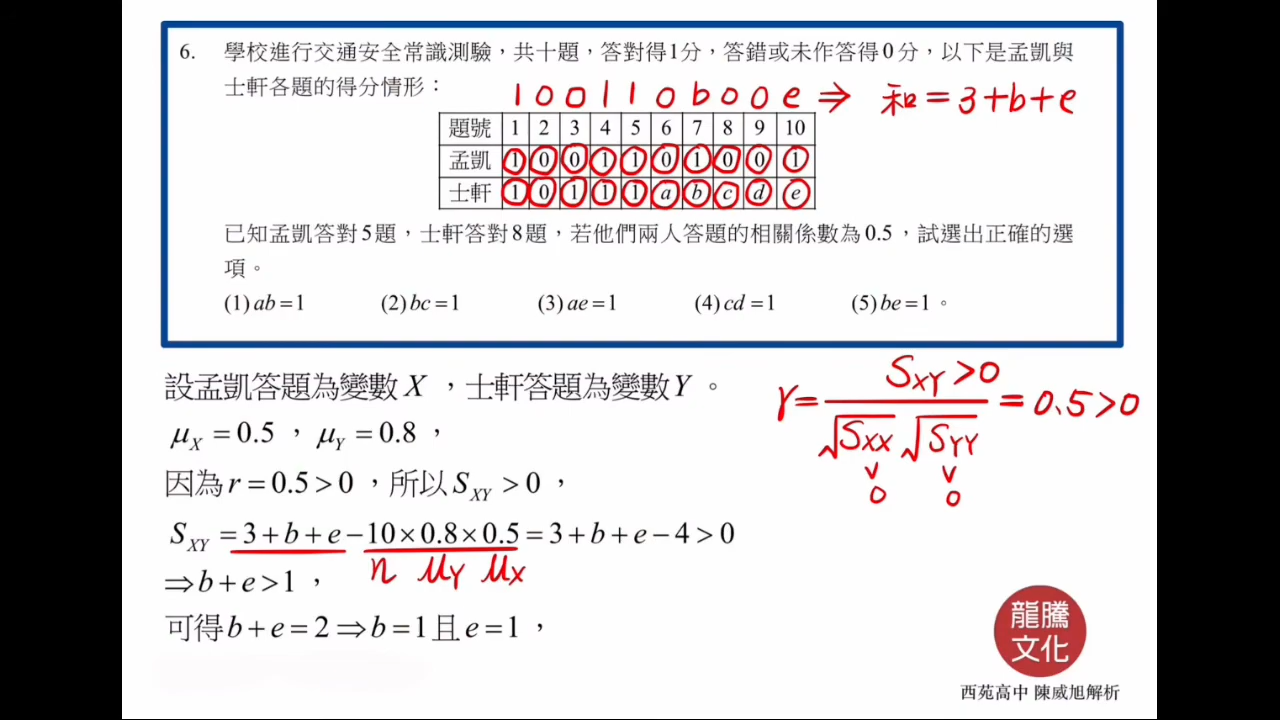 6. 學校進行交通安全常識測驗，共十題，答對得1分，答錯或未作答得0分，以下是孟凱與
士軒各題的得分情形：
1 0 0 1 1 0 b 0 0 e ⇒ 和=3+b+e
題號 1 2 3 4 5 6 7 8 9 10
孟凱 1 0 0 1 1 0 1 0 0 1
士軒 1 0 1 1 1 a b c d e
已知孟凱答對5題，士軒答對8題，若他們兩人答題的相關係數為0.5，試選出正確的選
項。
(1) ab=1 (2) bc=1 (3) ae=1 (4) cd=1 (5) be=1。
設孟凱答題為變數 X ，士軒答題為變數 Y 。
μX = 0.5 ， μY = 0.8 ，
因為 r = 0.5 > 0 ，所以 SXY > 0 ，
SXY = 3+b+e−10×0.8×0.5 = 3+b+e−4 > 0
n μY μX
⇒ b+e > 1 ，
可得 b+e = 2 ⇒ b=1 且 e=1 ，
γ = SXY>0 / √SXX √SYY = 0.5>0
∨ ∨
0 0
龍騰
文化
西苑高中 陳威旭解析